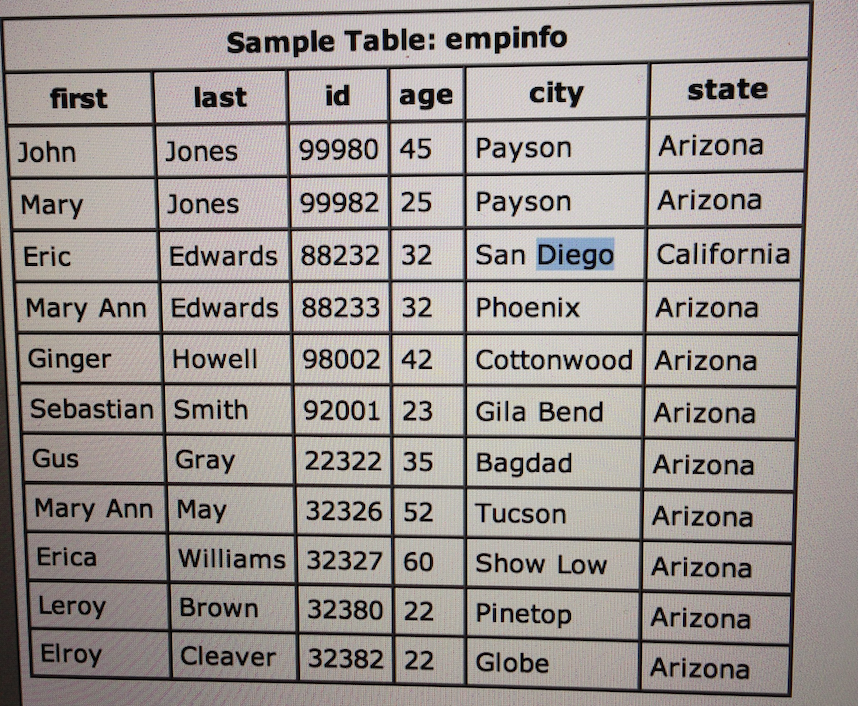 Sample Table: empinfo
first last id age city state
John Jones 99980 45 Payson Arizona
Mary Jones 99982 25 Payson Arizona
Eric Edwards 88232 32 San Diego California
Mary Ann Edwards 88233 32 Phoenix Arizona
Ginger Howell 98002 42 Cottonwood Arizona
Sebastian Smith 92001 23 Gila Bend Arizona
Gus Gray 22322 35 Bagdad Arizona
Mary Ann May 32326 52 Tucson Arizona
Erica Williams 32327 60 Show Low Arizona
Leroy Brown 32380 22 Pinetop Arizona
Elroy Cleaver 32382 22 Globe Arizona